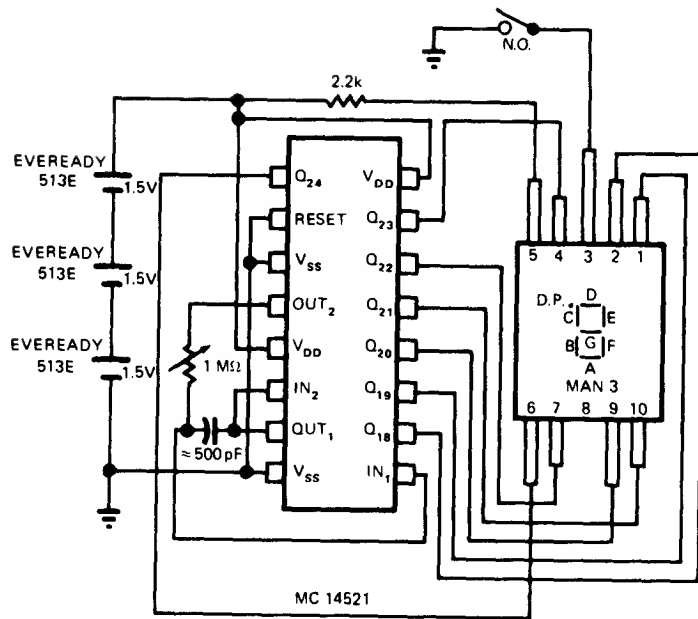 N.O.
2.2k
EVEREADY
513E
1.5V
EVEREADY
513E
1.5V
EVEREADY
513E
1.5V
Q24
RESET
VSS
OUT2
VDD
IN2
OUT1
VSS
VDD
Q23
Q22
Q21
Q20
Q19
Q18
IN1
1 MΩ
≈500 pF
MC 14521
5 4 3 2 1
D.P. D
C E
B G F
A
MAN 3
6 7 8 9 10